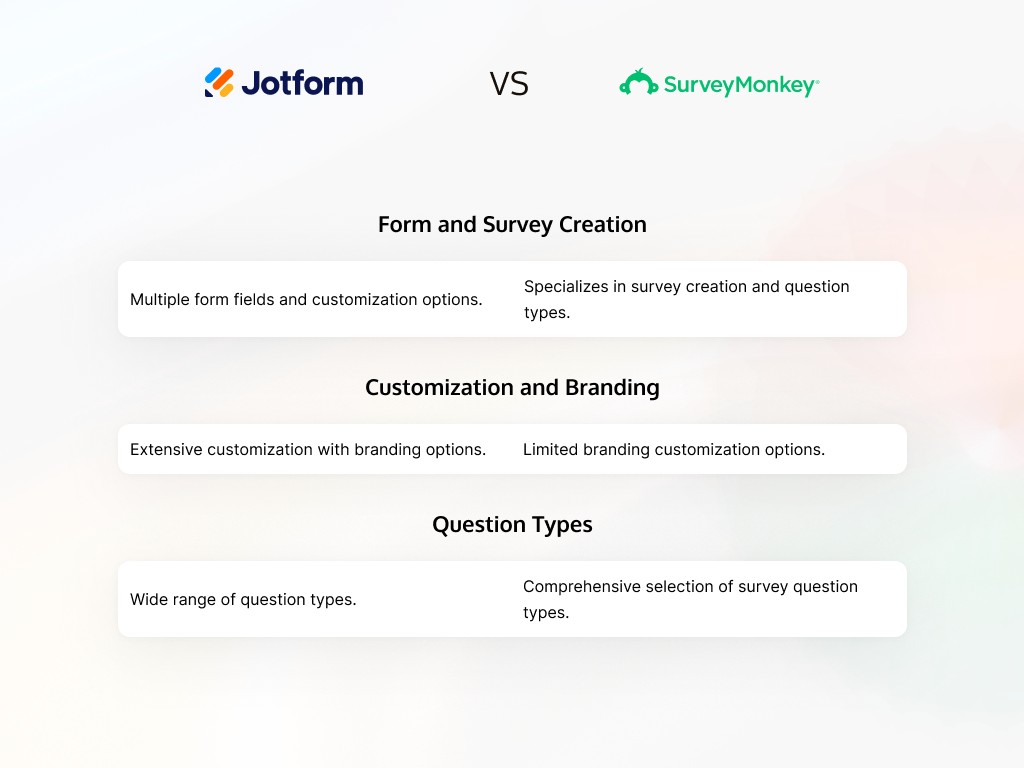 Jotform VS SurveyMonkey®
Form and Survey Creation
Multiple form fields and customization options.
Specializes in survey creation and question
types.
Customization and Branding
Extensive customization with branding options.
Limited branding customization options.
Question Types
Wide range of question types.
Comprehensive selection of survey question
types.